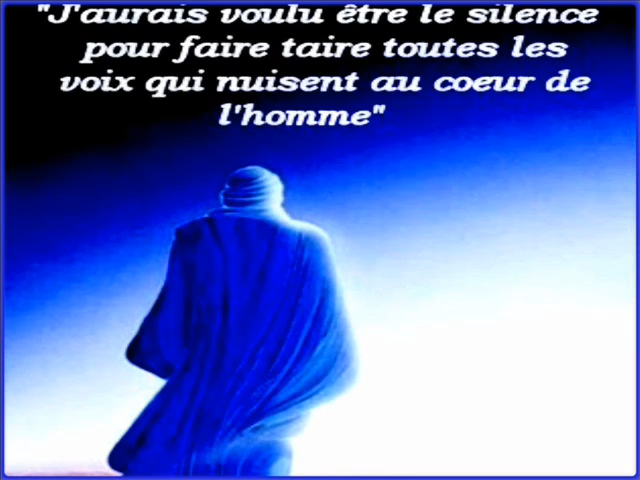 "J'aurais voulu être le silence
pour faire taire toutes les
voix qui nuisent au coeur de
l'homme"